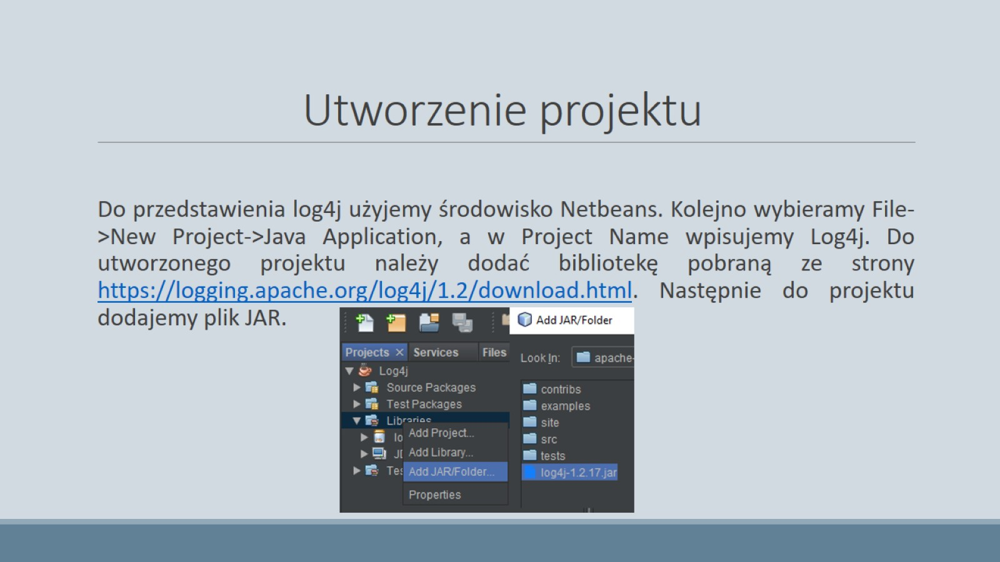 Utworzenie projektu
Do przedstawienia log4j użyjemy środowisko Netbeans. Kolejno wybieramy File-
>New Project->Java Application, a w Project Name wpisujemy Log4j. Do
utworzonego projektu należy dodać bibliotekę pobraną ze strony
https://logging.apache.org/log4j/1.2/download.html. Następnie do projektu
dodajemy plik JAR.
Projects Services Files
Log4j
Source Packages
Test Packages
Libraries
Add Project...
Add Library...
Add JAR/Folder...
Properties
Add JAR/Folder
Look In: apache-
contribs
examples
site
src
tests
log4j-1.2.17.jar